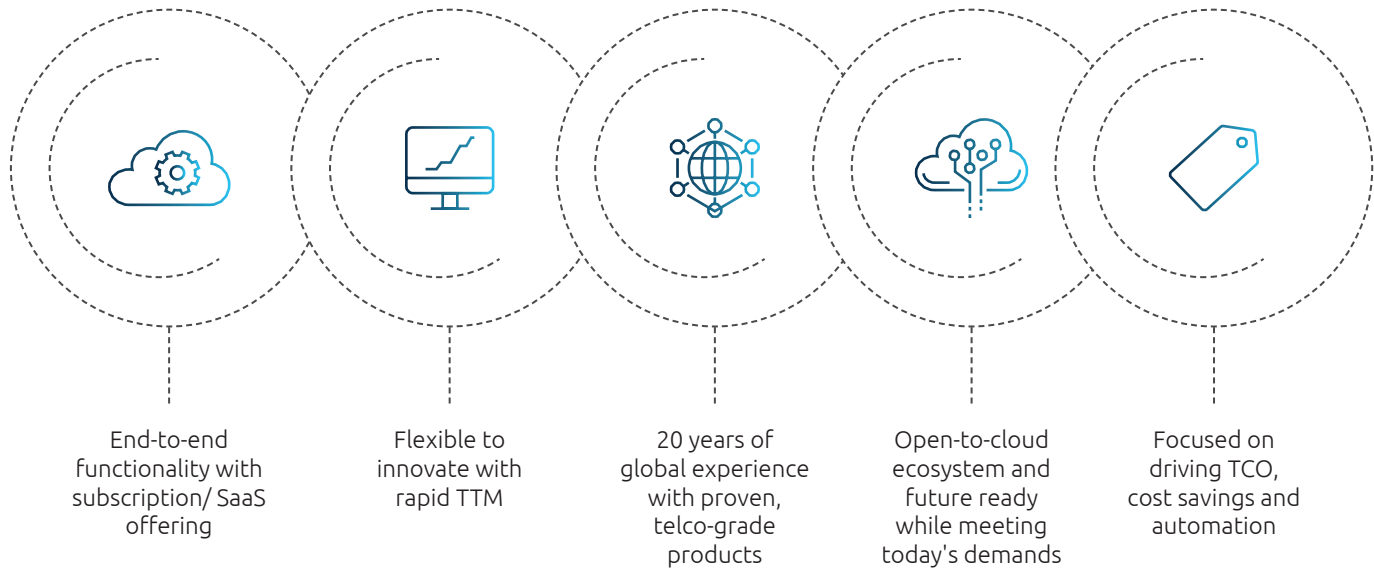 End-to-end
functionality with
subscription/ SaaS
offering
Flexible to
innovate with
rapid TTM
20 years of
global experience
with proven,
telco-grade
products
Open-to-cloud
ecosystem and
future ready
while meeting
today's demands
Focused on
driving TCO,
cost savings and
automation